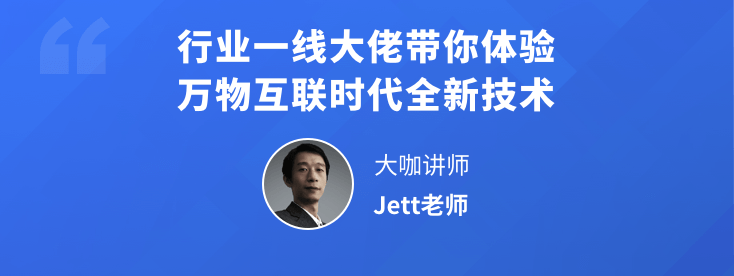 行业一线大佬带你体验
万物互联时代全新技术
大咖讲师
Jett老师